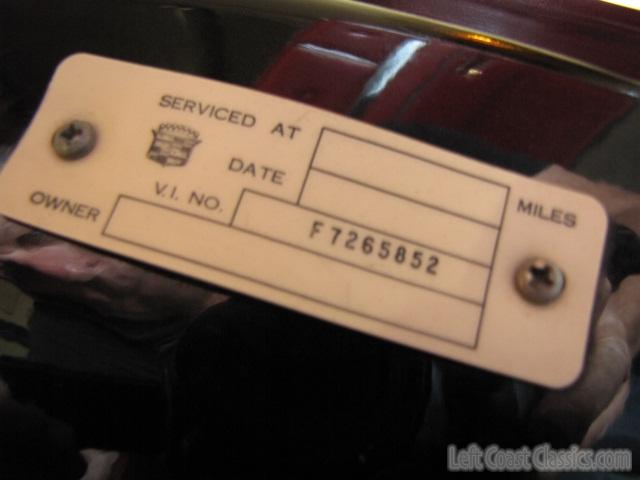 SERVICED AT
MILES
DATE
V.I. NO. F7265852
OWNER
Left Coast Classics.com